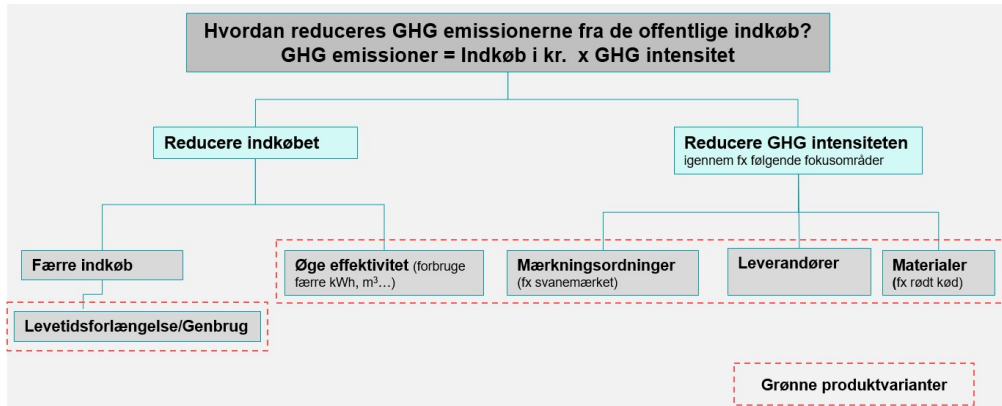 Hvordan reduceres GHG emissionerne fra de offentlige indkøb?
GHG emissioner = Indkøb i kr.  x GHG intensitet
Reducere indkøbet
Reducere GHG intensiteten
igennem fx følgende fokusområder
Færre indkøb
Øge effektivitet (forbruge
færre kWh, m³…)
Mærkningsordninger
(fx svanemærket)
Leverandører
Materialer
(fx rødt kød)
Levetidsforlængelse/Genbrug
Grønne produktvarianter